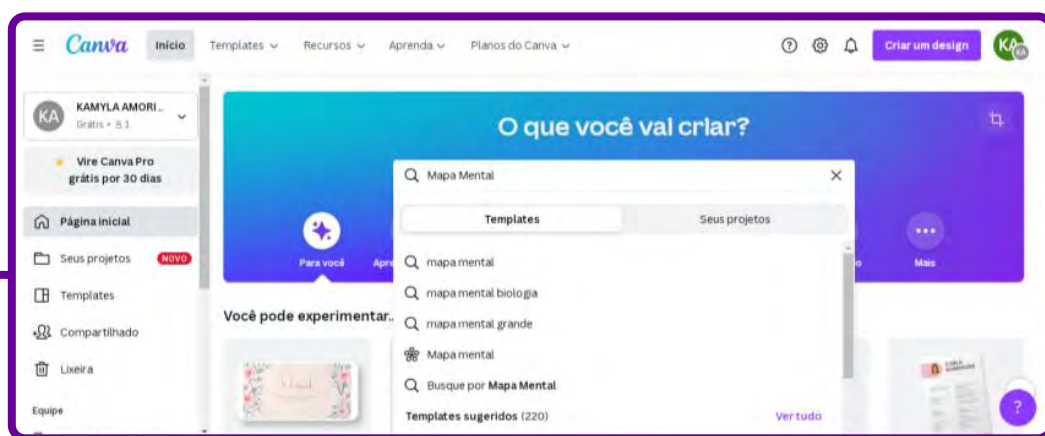 Canva Início Templates Recursos Aprenda Planos do Canva Criar um design KA
KA KAMYLA AMORI...
Grátis • 1
Vire Canva Pro
grátis por 30 dias
Página inicial
Seus projetos NOVO
Templates
Compartilhado
Lixeira
Equipe
O que você vai criar?
Mapa Mental
Templates Seus projetos
Para você Apre Mais
mapa mental
mapa mental biologia
mapa mental grande
Mapa mental
Busque por Mapa Mental
Templates sugeridos (220) Ver tudo
Você pode experimentar...
?